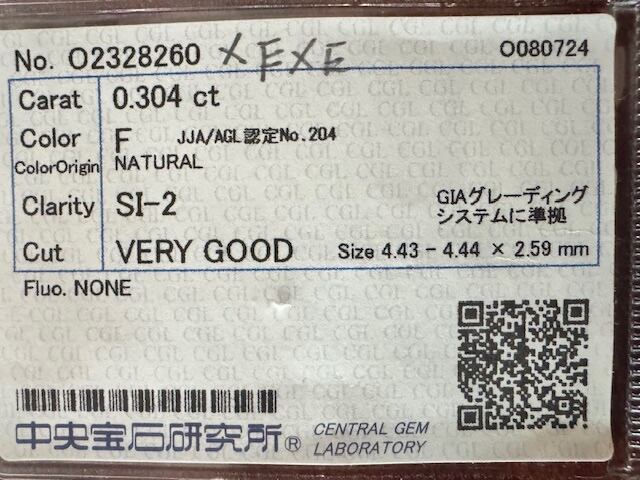 No. O2328260 XEXE O080724
Carat 0.304 ct
Color F JJA/AGL認定No.204
ColorOrigin NATURAL
Clarity SI-2 GIAグレーディング
システムに準拠
Cut VERY GOOD Size 4.43 - 4.44 × 2.59 mm
Fluo. NONE
中央宝石研究所® CENTRAL GEM
LABORATORY